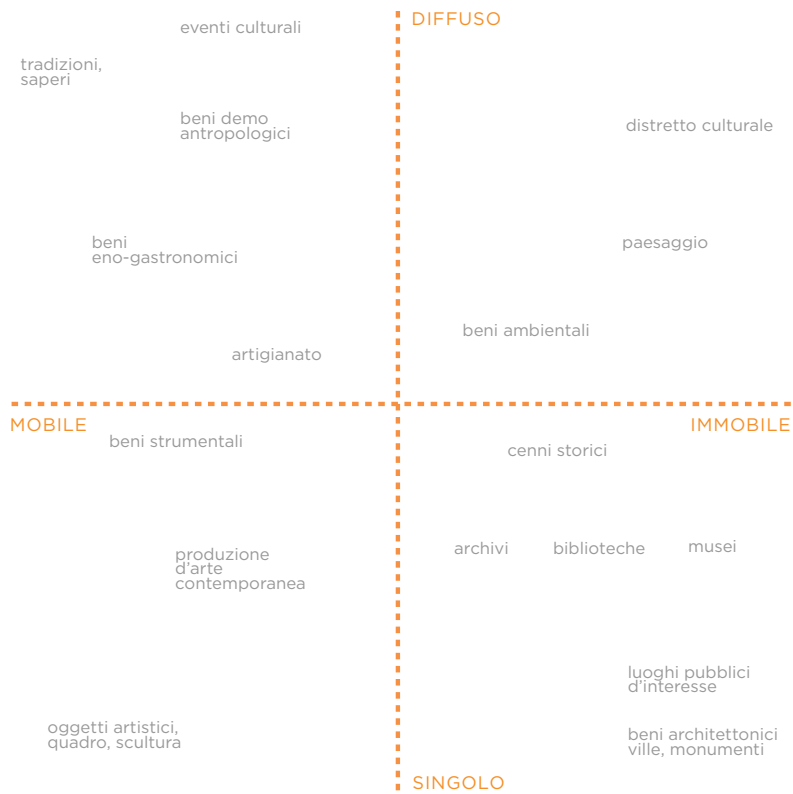 DIFFUSO
eventi culturali
tradizioni,
saperi
beni demo
antropologici
distretto culturale
beni
eno-gastronomici
paesaggio
beni ambientali
artigianato
MOBILE
IMMOBILE
beni strumentali
cenni storici
archivi
biblioteche
musei
produzione
d'arte
contemporanea
luoghi pubblici
d'interesse
oggetti artistici,
quadro, scultura
beni architettonici
ville, monumenti
SINGOLO